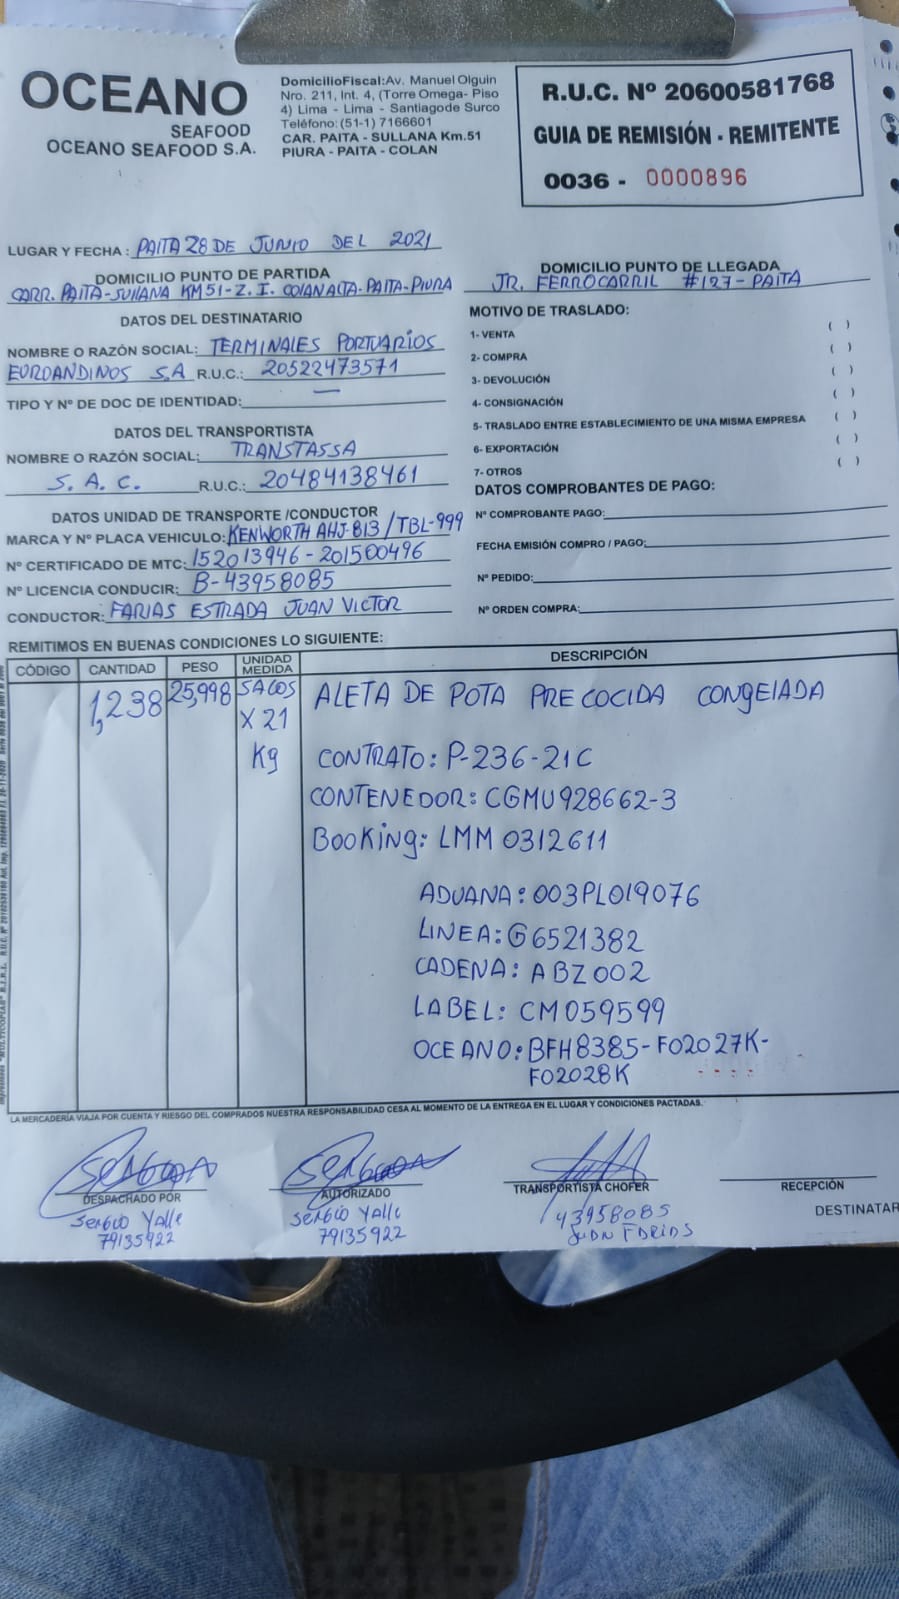 OCEANO
SEAFOOD
OCEANO SEAFOOD S.A.
DomicilioFiscal:Av. Manuel Olguin
Nro. 211, Int. 4, (Torre Omega- Piso
4) Lima - Lima - Santiagode Surco
Teléfono:(51-1) 7166601
CAR. PAITA - SULLANA Km.51
PIURA - PAITA - COLAN
R.U.C. Nº 20600581768
GUIA DE REMISIÓN - REMITENTE
0036 - 0000896
LUGAR Y FECHA : PAITA 28 DE JUNIO DEL 2021
DOMICILIO PUNTO DE PARTIDA
CARR. PAITA-SULLANA KM51-Z.I. COLAN ALTA-PAITA-PIURA
DOMICILIO PUNTO DE LLEGADA
JR. FERROCARRIL #127-PAITA
DATOS DEL DESTINATARIO
NOMBRE O RAZÓN SOCIAL: TERMINALES PORTUARIOS
EUROANDINOS S.A R.U.C.: 20522473571
TIPO Y Nº DE DOC DE IDENTIDAD: —
DATOS DEL TRANSPORTISTA
NOMBRE O RAZÓN SOCIAL: TRANSTASSA
S. A. C. R.U.C.: 20484138461
DATOS UNIDAD DE TRANSPORTE /CONDUCTOR
MARCA Y Nº PLACA VEHICULO: KENWORTH AHJ-813 / TBL-999
Nº CERTIFICADO DE MTC: 152013946-201500496
Nº LICENCIA CONDUCIR: B-43958085
CONDUCTOR: FARIAS ESTRADA JUAN VICTOR
MOTIVO DE TRASLADO:
1- VENTA ( )
2- COMPRA ( )
3- DEVOLUCIÓN ( )
4- CONSIGNACIÓN ( )
5- TRASLADO ENTRE ESTABLECIMIENTO DE UNA MISMA EMPRESA ( )
6- EXPORTACIÓN ( )
7- OTROS ( )
DATOS COMPROBANTES DE PAGO:
Nº COMPROBANTE PAGO:
FECHA EMISIÓN COMPRO / PAGO:
Nº PEDIDO:
Nº ORDEN COMPRA:
REMITIMOS EN BUENAS CONDICIONES LO SIGUIENTE:
CÓDIGO CANTIDAD PESO UNIDAD MEDIDA DESCRIPCIÓN
1,238 25,998 SACOS ALETA DE POTA PRECOCIDA CONGELADA
X 21
Kg CONTRATO: P-236-21C
CONTENEDOR: CGMU928662-3
BOOKING: LMM0312611
ADUANA: 003PL019076
LINEA: G6521382
CADENA: ABZ002
LABEL: CM059599
OCEANO: BFH8385-F02027K-
F02028K
LA MERCADERÍA VIAJA POR CUENTA Y RIESGO DEL COMPRADOS NUESTRA RESPONSABILIDAD CESA AL MOMENTO DE LA ENTREGA EN EL LUGAR Y CONDICIONES PACTADAS.
DESPACHADO POR
Sergio Yalle
79135922
AUTORIZADO
Sergio Yalle
79135922
TRANSPORTISTA CHOFER
43958085
Juan Farias
RECEPCIÓN
DESTINATAR